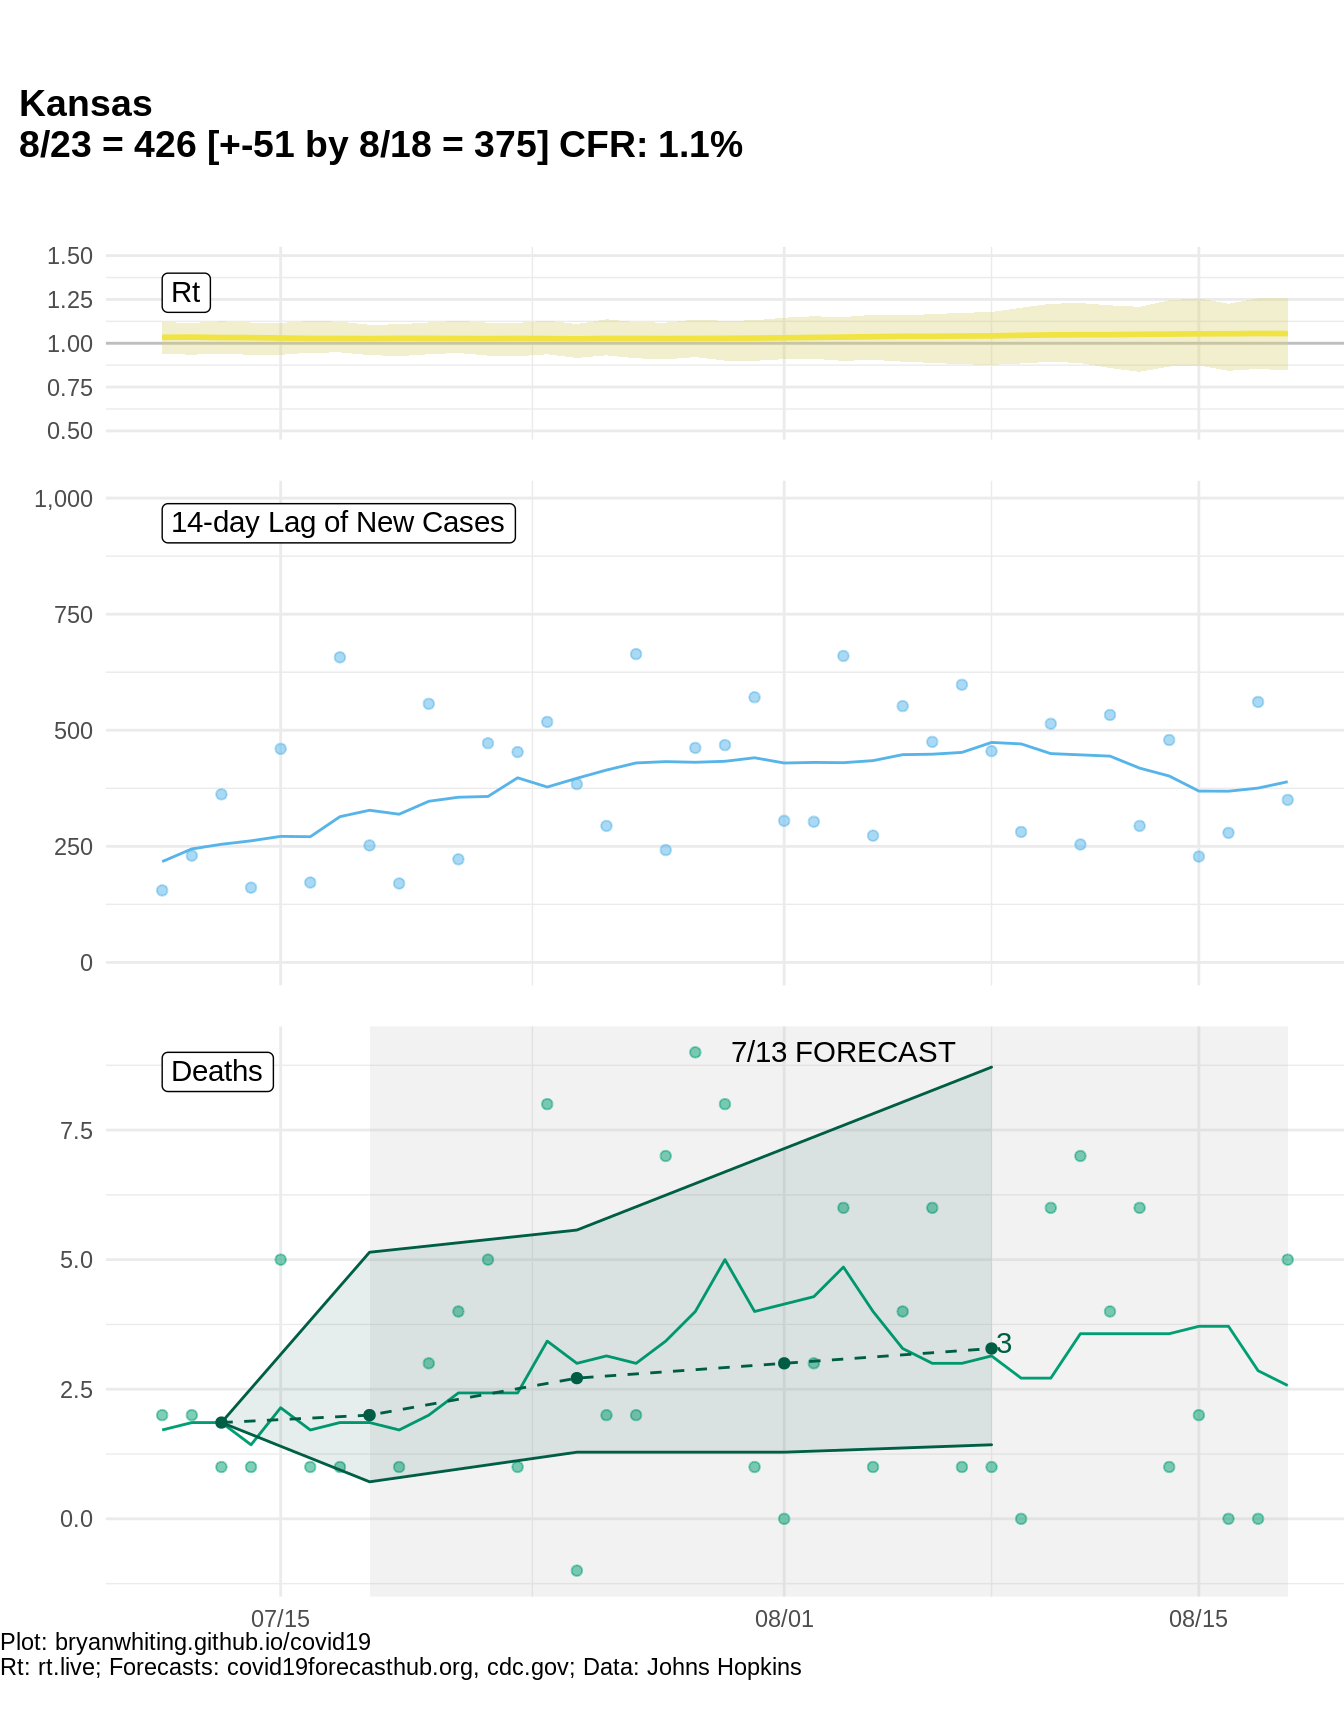 Kansas
8/23 = 426 [+-51 by 8/18 = 375] CFR: 1.1%
1.50
Rt
1.25
1.00
0.75
0.50
1,000
14-day Lag of New Cases
750
500
250
0
7/13 FORECAST
Deaths
7.5
5.0
3
2.5
0.0
07/15 08/01 08/15
Plot: bryanwhiting.github.io/covid19
Rt: rt.live; Forecasts: covid19forecasthub.org, cdc.gov; Data: Johns Hopkins